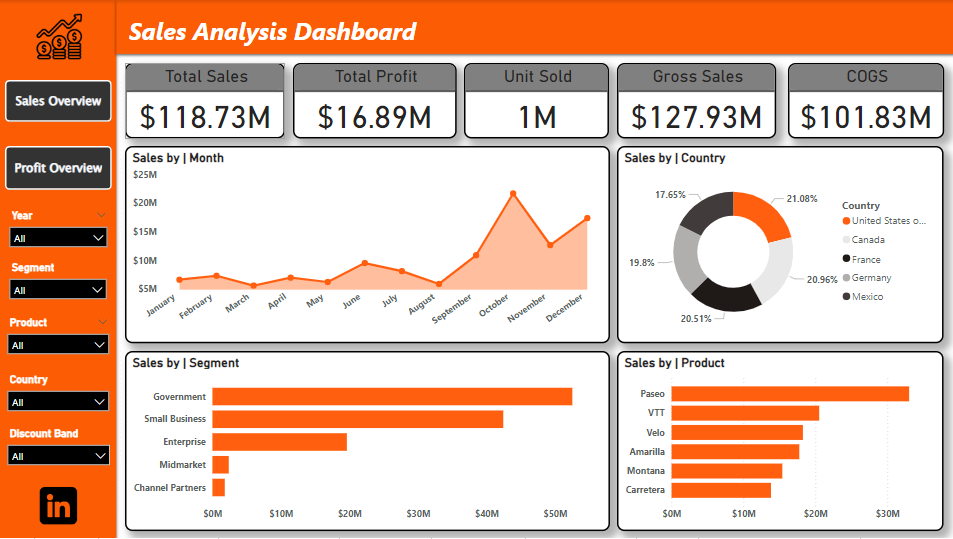 Sales Analysis Dashboard
Sales Overview
Profit Overview
Year
All
Segment
All
Product
All
Country
All
Discount Band
All
in
Total Sales
$118.73M
Total Profit
$16.89M
Unit Sold
1M
Gross Sales
$127.93M
COGS
$101.83M
Sales by | Month
$25M
$20M
$15M
$10M
$5M
January
February
March
April
May
June
July
August
September
October
November
December
Sales by | Country
17.65%
21.08%
19.8%
20.96%
20.51%
Country
United States o...
Canada
France
Germany
Mexico
Sales by | Segment
Government
Small Business
Enterprise
Midmarket
Channel Partners
$0M $10M $20M $30M $40M $50M
Sales by | Product
Paseo
VTT
Velo
Amarilla
Montana
Carretera
$0M $10M $20M $30M